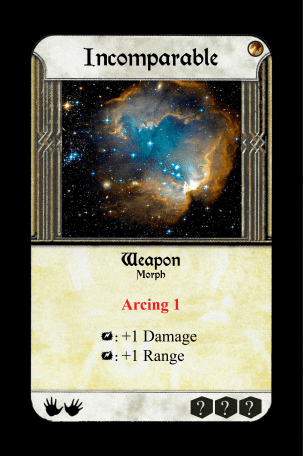 Incomparable
Weapon
Morph
Arcing 1
: +1 Damage
: +1 Range
? ? ?